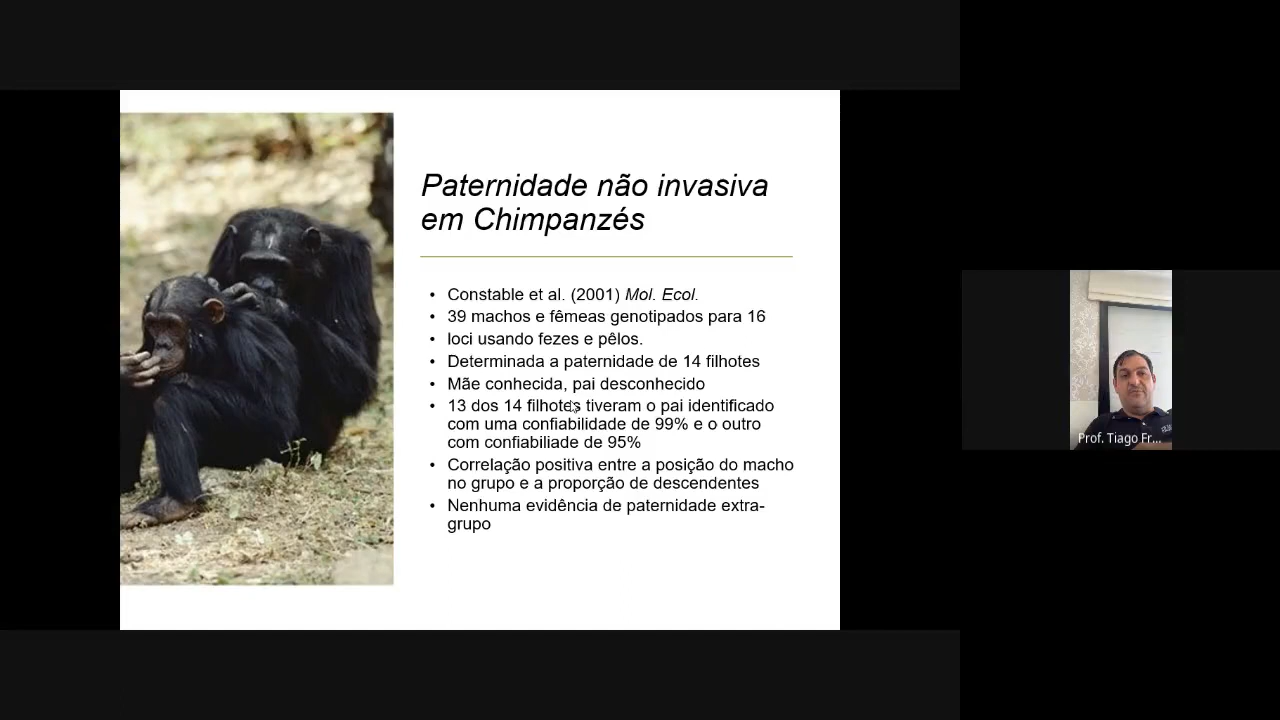 Paternidade não invasiva
em Chimpanzés
• Constable et al. (2001) Mol. Ecol.
• 39 machos e fêmeas genotipados para 16
• loci usando fezes e pêlos.
• Determinada a paternidade de 14 filhotes
• Mãe conhecida, pai desconhecido
• 13 dos 14 filhotes tiveram o pai identificado
com uma confiabilidade de 99% e o outro
com confiabiliade de 95%
• Correlação positiva entre a posição do macho
no grupo e a proporção de descendentes
• Nenhuma evidência de paternidade extra-
grupo
Prof. Tiago Fr...